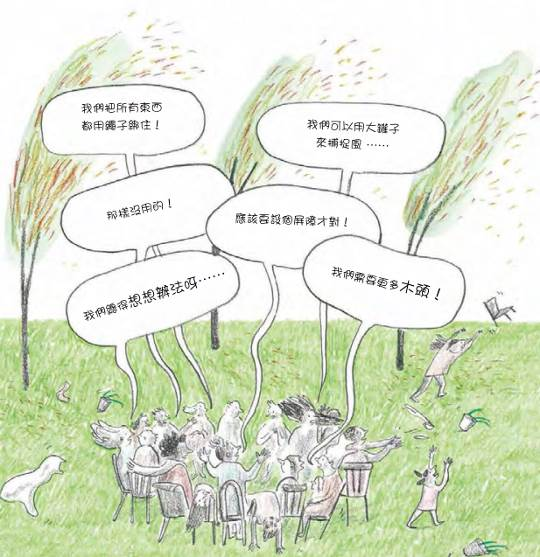 我們把所有東西
都用繩子綁住！
我們可以用大罐子
來捕捉風……
那樣沒用的！
應該要設個屏障才對！
我們總得想想辦法呀……
我們需要更多木頭！